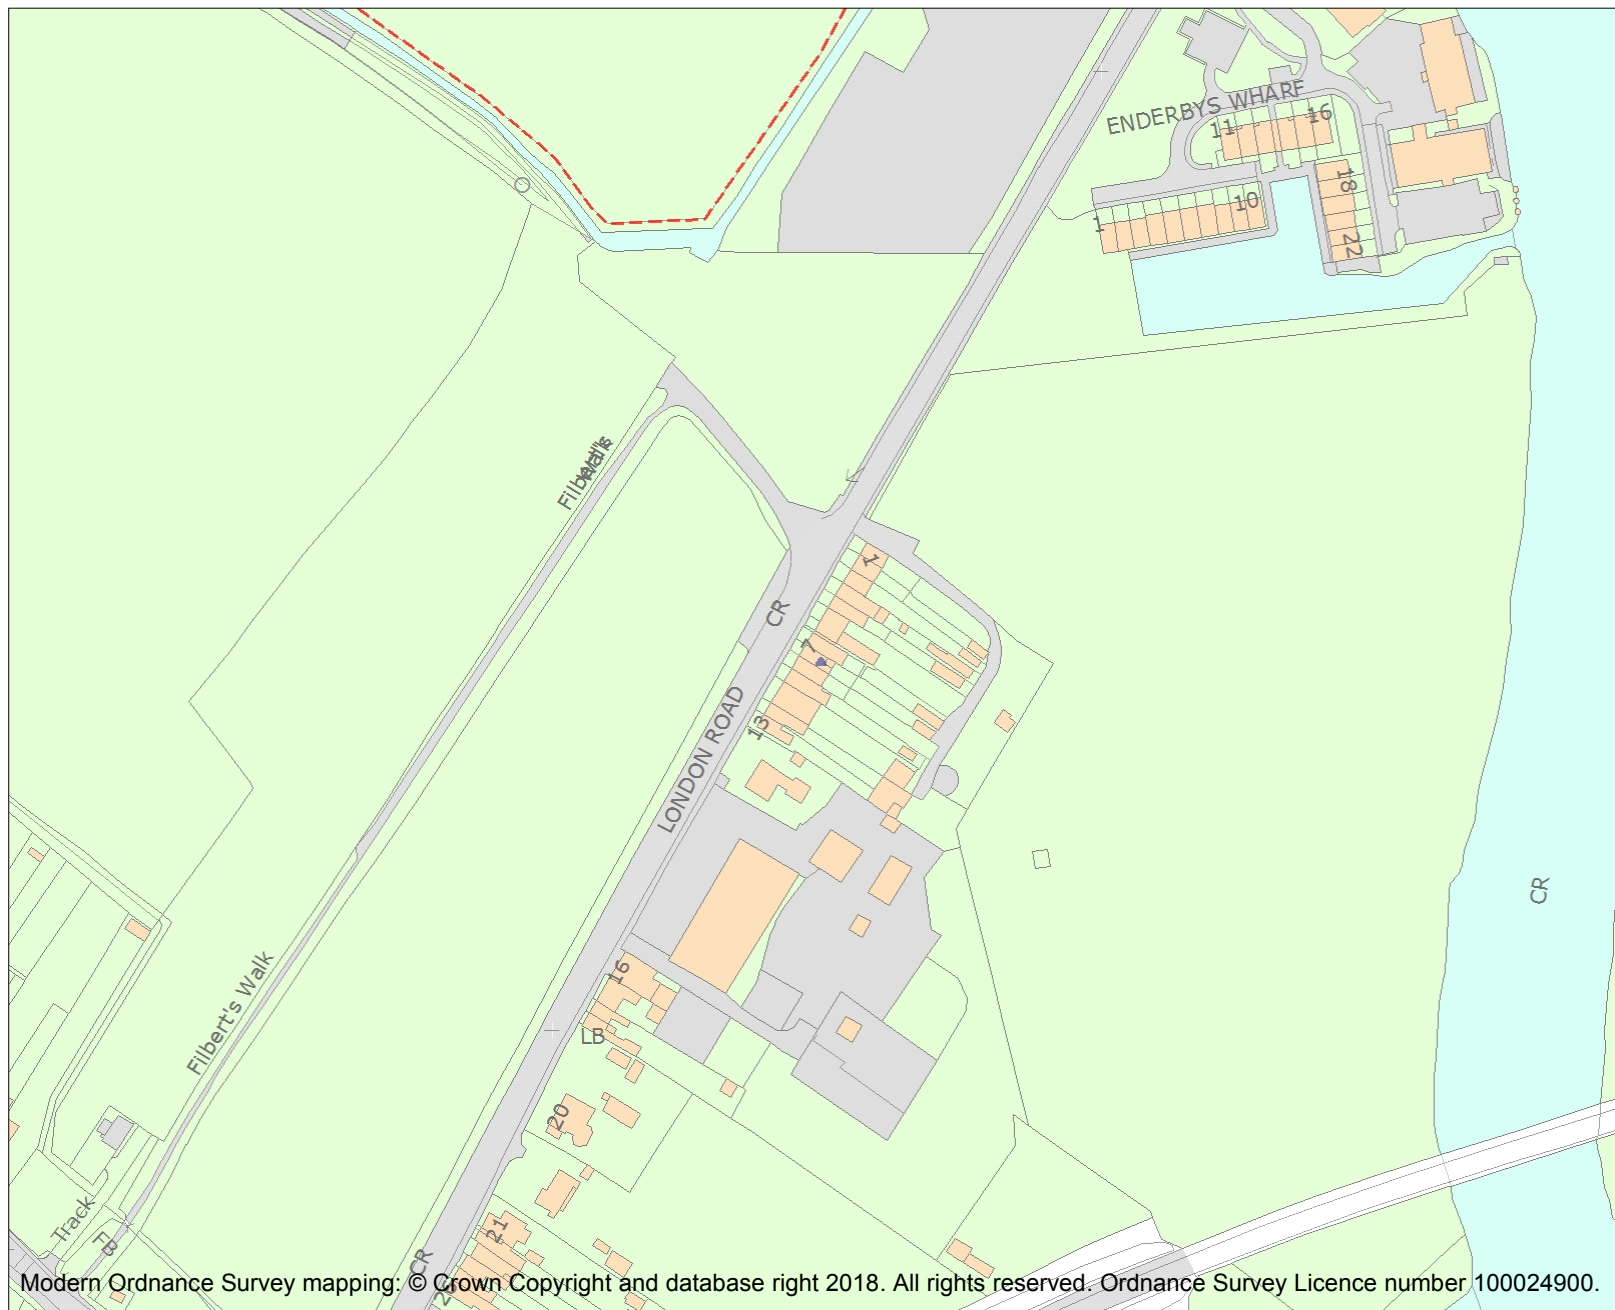 ENDERBYS WHARF
11
16
18
10
1
22
Filbert's
Walk
1
CR
7
LONDON ROAD
13
CR
16
Filbert's Walk
LB
20
Track
FB
21
CR
Modern Ordnance Survey mapping: © Crown Copyright and database right 2018. All rights reserved. Ordnance Survey Licence number 100024900.